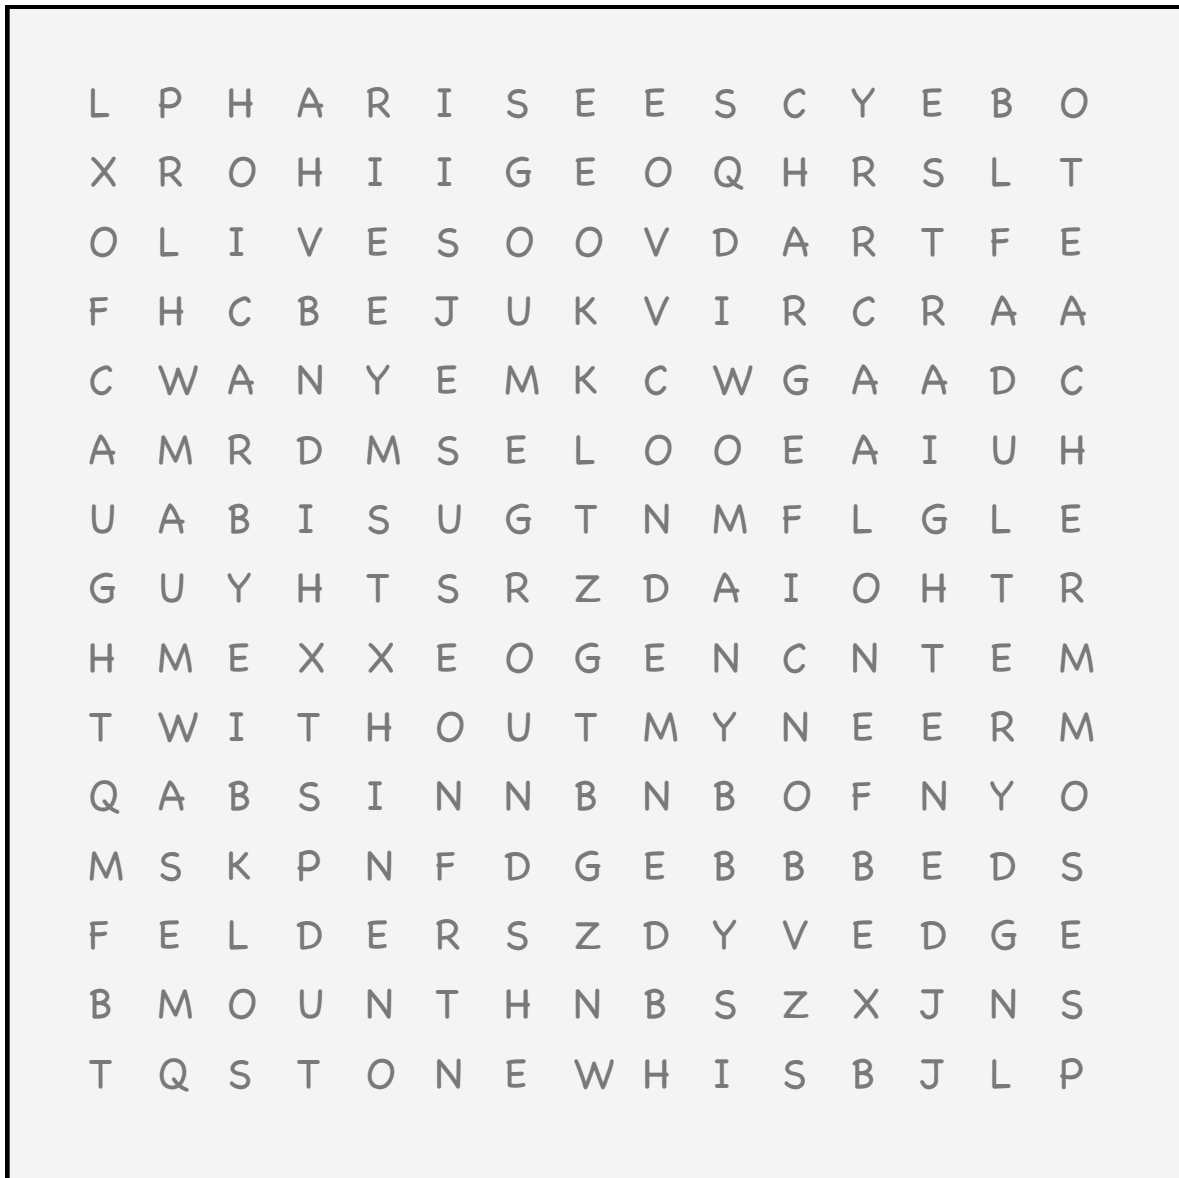 L P H A R I S E E S C Y E B O
X R O H I I G E O Q H R S L T
O L I V E S O O V D A R T F E
F H C B E J U K V I R C R A A
C W A N Y E M K C W G A A D C
A M R D M S E L O O E A I U H
U A B I S U G T N M F L G L E
G U Y H T S R Z D A I O H T R
H M E X X E O G E N C N T E M
T W I T H O U T M Y N E E R M
Q A B S I N N B N B O F N Y O
M S K P N F D G E B B B E D S
F E L D E R S Z D Y V E D G E
B M O U N T H N B S Z X J N S
T Q S T O N E W H I S B J L P